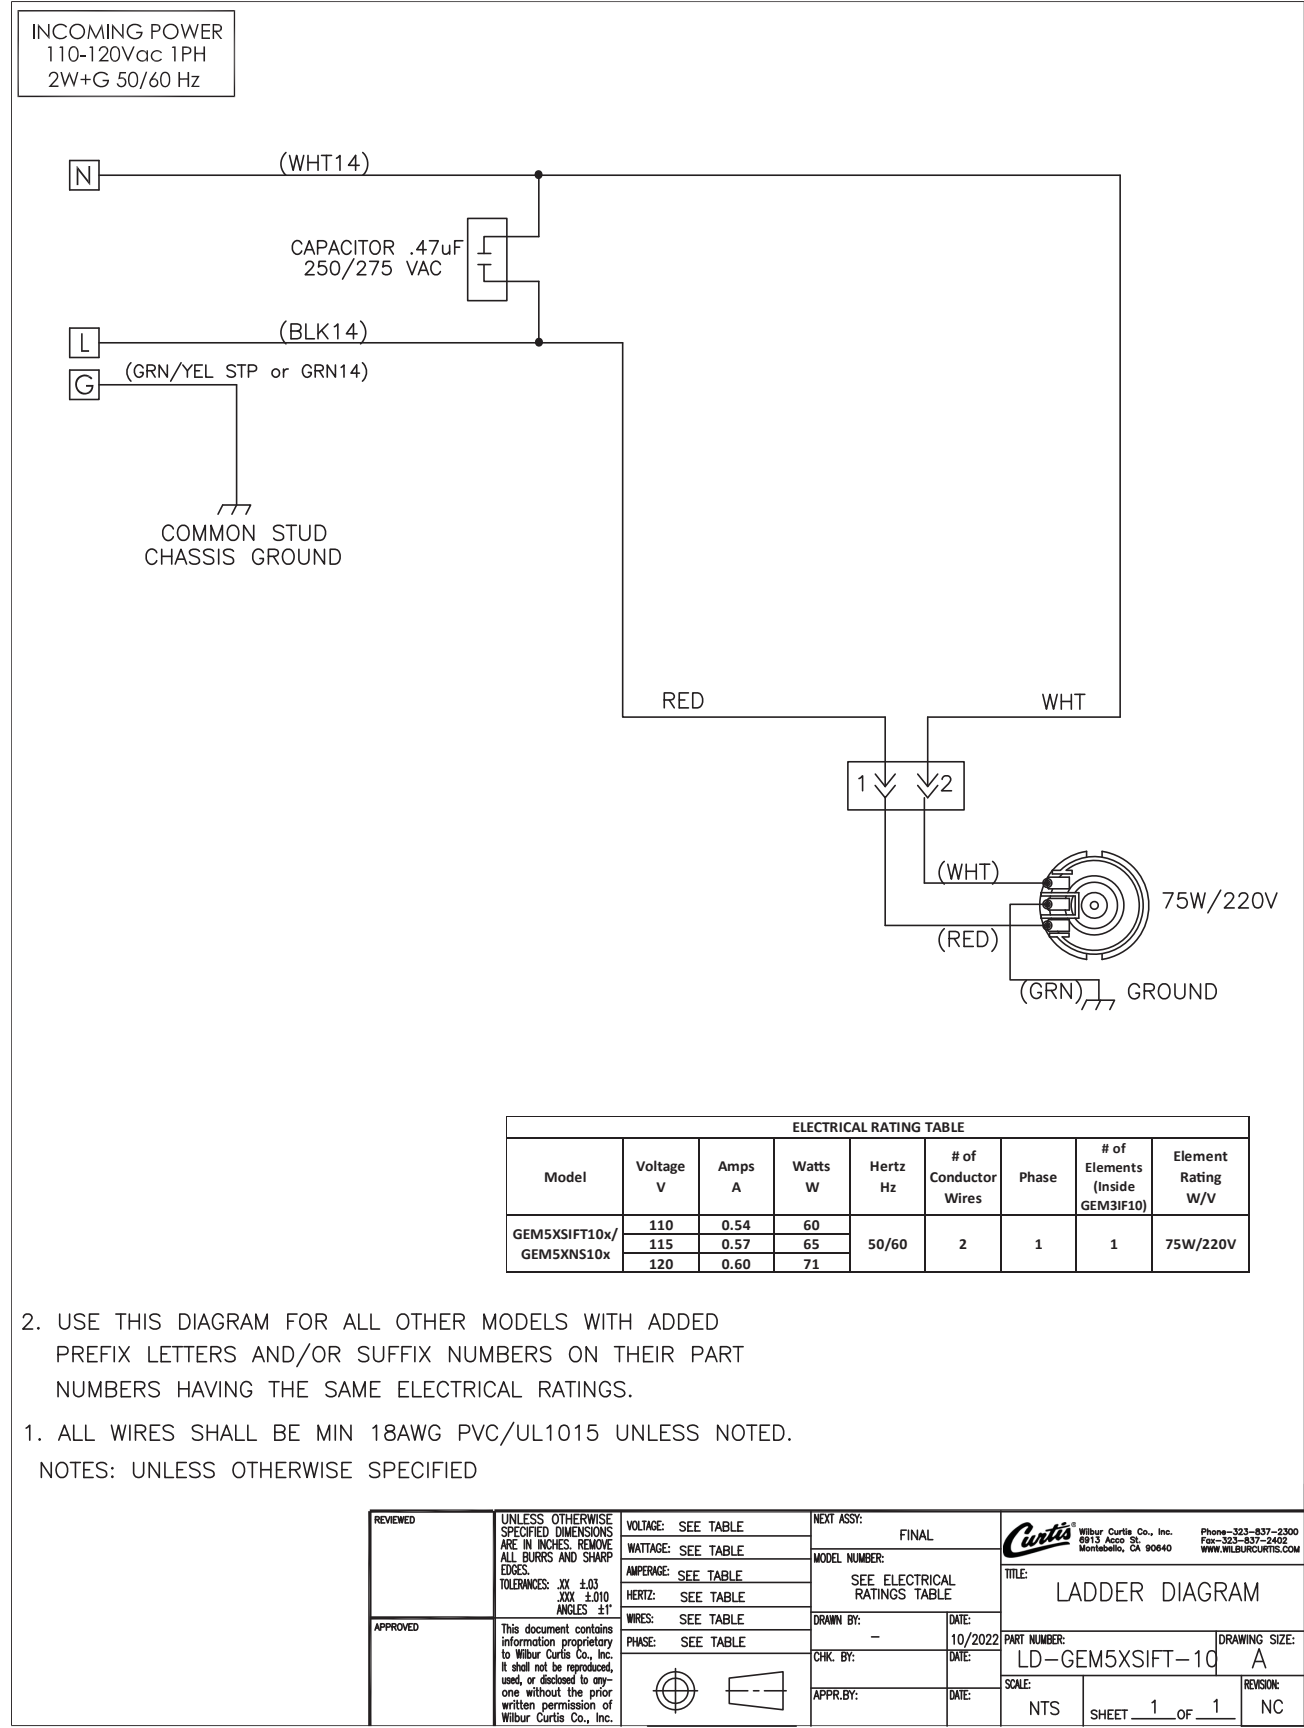 INCOMING POWER
110-120Vac 1PH
2W+G 50/60 Hz
N
(WHT14)
CAPACITOR .47uF
250/275 VAC
L
(BLK14)
G
(GRN/YEL STP or GRN14)
COMMON STUD
CHASSIS GROUND
RED
WHT
1
2
(WHT)
75W/220V
(RED)
(GRN)
GROUND
ELECTRICAL RATING TABLE
Model
Voltage
V
Amps
A
Watts
W
Hertz
Hz
# of
Conductor
Wires
Phase
# of
Elements
(Inside
GEM3IF10)
Element
Rating
W/V
GEM5XSIFT10x/
GEM5XNS10x
110 0.54 60
115 0.57 65
120 0.60 71
50/60 2 1 1 75W/220V
2. USE THIS DIAGRAM FOR ALL OTHER MODELS WITH ADDED
PREFIX LETTERS AND/OR SUFFIX NUMBERS ON THEIR PART
NUMBERS HAVING THE SAME ELECTRICAL RATINGS.
1. ALL WIRES SHALL BE MIN 18AWG PVC/UL1015 UNLESS NOTED.
NOTES: UNLESS OTHERWISE SPECIFIED
REVIEWED
APPROVED
UNLESS OTHERWISE
SPECIFIED DIMENSIONS
ARE IN INCHES. REMOVE
ALL BURRS AND SHARP
EDGES.
TOLERANCES: .XX ±.03
.XXX ±.010
ANGLES ±1°
This document contains
information proprietary
to Wilbur Curtis Co., Inc.
It shall not be reproduced,
used, or disclosed to any-
one without the prior
written permission of
Wilbur Curtis Co., Inc.
VOLTAGE: SEE TABLE
WATTAGE: SEE TABLE
AMPERAGE: SEE TABLE
HERTZ: SEE TABLE
WIRES: SEE TABLE
PHASE: SEE TABLE
NEXT ASSY:
FINAL
MODEL NUMBER:
SEE ELECTRICAL
RATINGS TABLE
DRAWN BY:
-
DATE:
10/2022
CHK. BY:
DATE:
APPR.BY:
DATE:
Curtis®
Wilbur Curtis Co., Inc.
6913 Acco St.
Montebello, CA 90640
Phone-323-837-2300
Fax-323-837-2402
WWW.WILBURCURTIS.COM
TITLE:
LADDER DIAGRAM
PART NUMBER:
LD-GEM5XSIFT-10
DRAWING SIZE:
A
SCALE:
NTS
SHEET 1 OF 1
REVISION:
NC